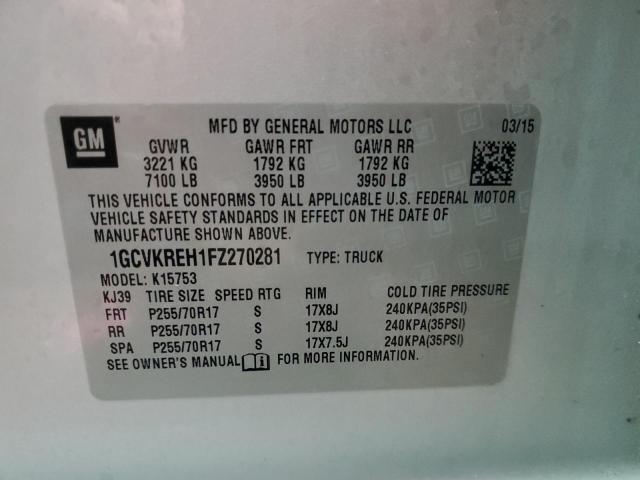 GM
MFD BY GENERAL MOTORS LLC 03/15
GVWR GAWR FRT GAWR RR
3221 KG 1792 KG 1792 KG
7100 LB 3950 LB 3950 LB
THIS VEHICLE CONFORMS TO ALL APPLICABLE U.S. FEDERAL MOTOR
VEHICLE SAFETY STANDARDS IN EFFECT ON THE DATE OF
MANUFACTURE SHOWN ABOVE.
1GCVKREH1FZ270281 TYPE: TRUCK
MODEL: K15753
KJ39 TIRE SIZE SPEED RTG RIM COLD TIRE PRESSURE
FRT P255/70R17 S 17X8J 240KPA(35PSI)
RR P255/70R17 S 17X8J 240KPA(35PSI)
SPA P255/70R17 S 17X7.5J 240KPA(35PSI)
SEE OWNER'S MANUAL FOR MORE INFORMATION.